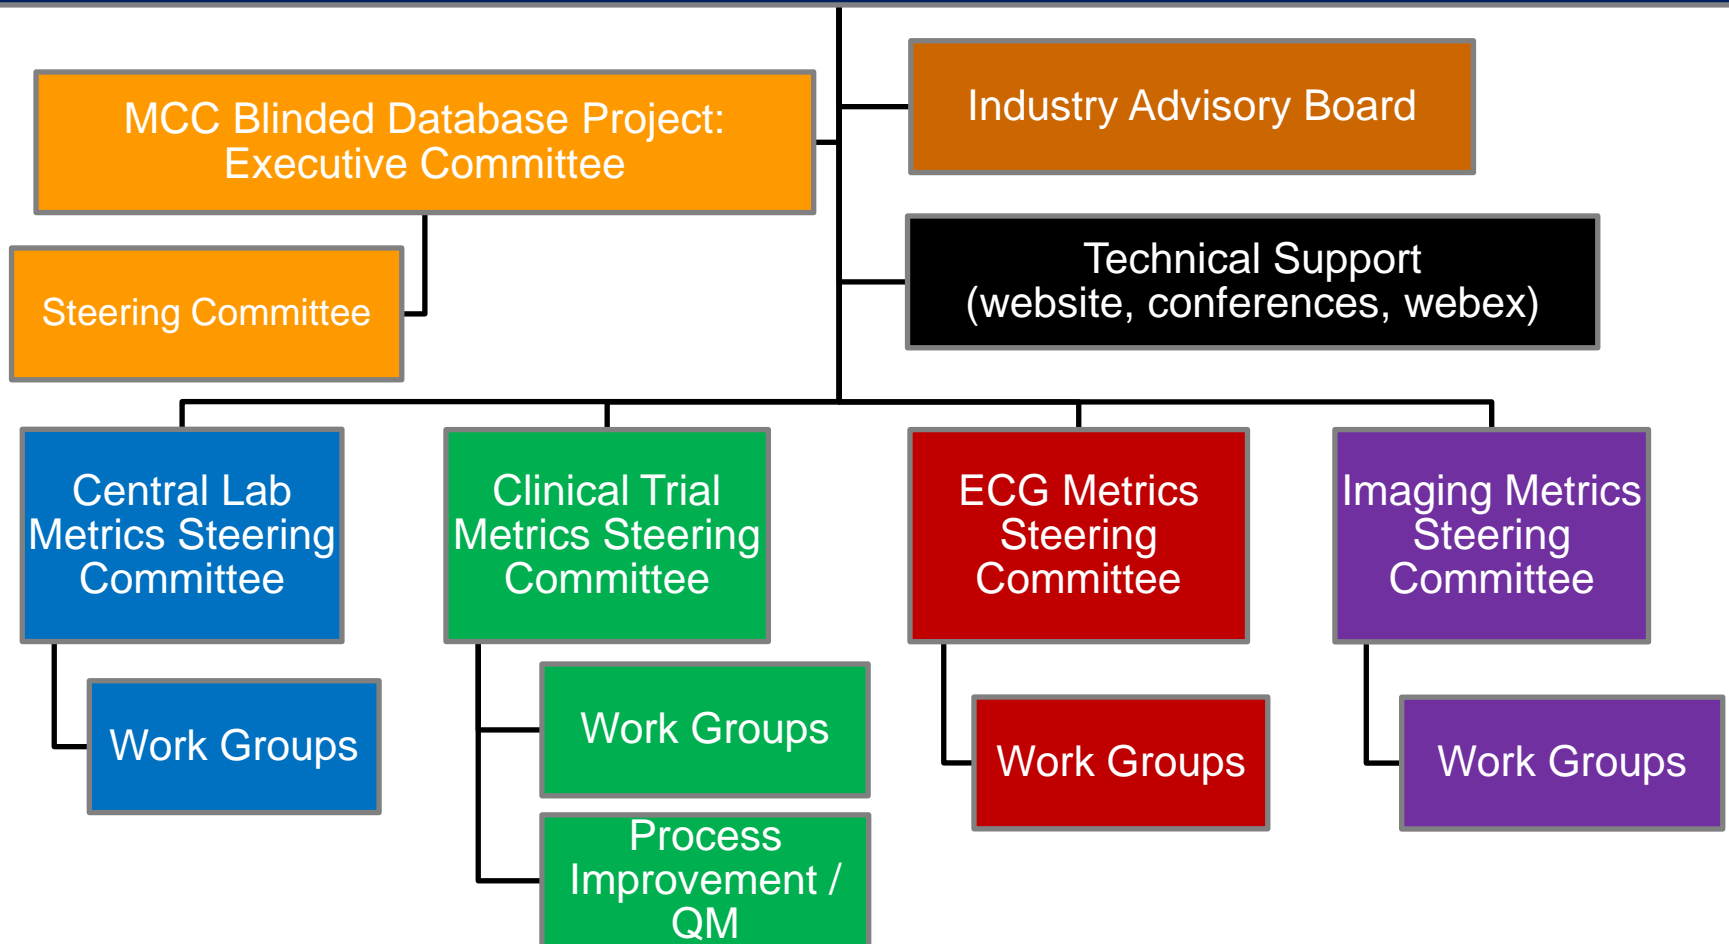 MCC Blinded Database Project:
Executive Committee
Industry Advisory Board
Steering Committee
Technical Support
(website, conferences, webex)
Central Lab
Metrics Steering
Committee
Clinical Trial
Metrics Steering
Committee
ECG Metrics
Steering
Committee
Imaging Metrics
Steering
Committee
Work Groups
Work Groups
Work Groups
Work Groups
Process
Improvement /
QM